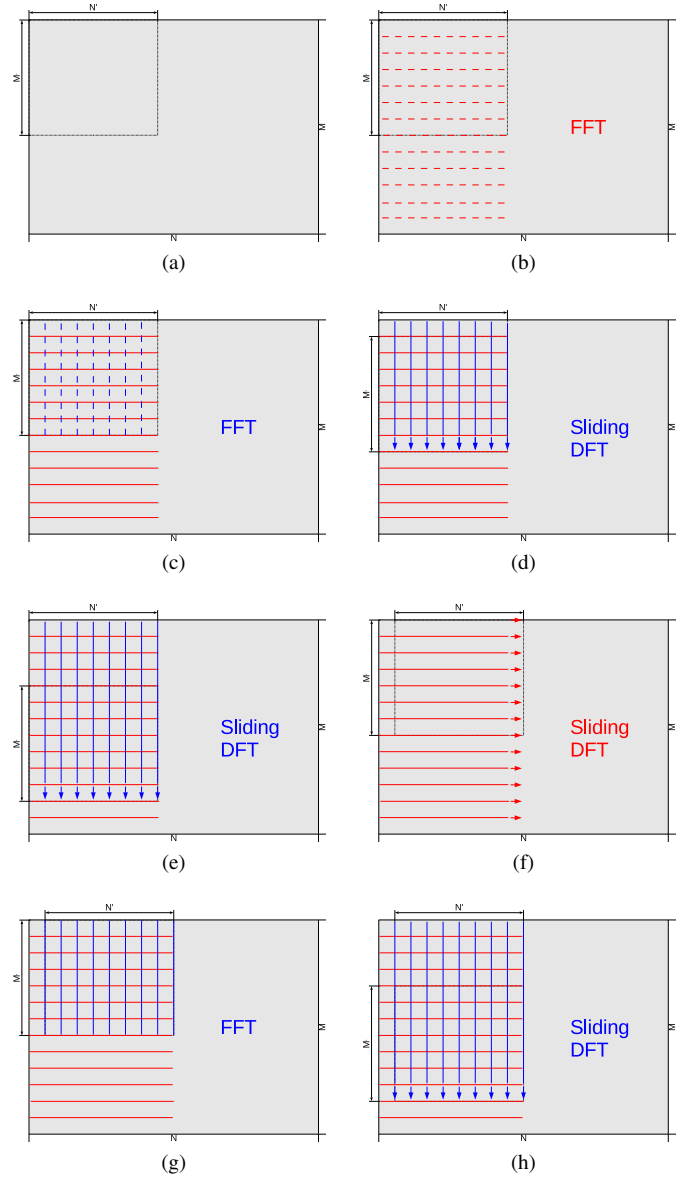 N'
M'
M
N
(a)
N'
M'
FFT
M
N
(b)
N'
M'
FFT
M
N
(c)
N'
M'
Sliding
DFT
M
N
(d)
N'
M'
Sliding
DFT
M
N
(e)
N'
M'
Sliding
DFT
M
N
(f)
N'
M'
FFT
M
N
(g)
N'
M'
Sliding
DFT
M
N
(h)